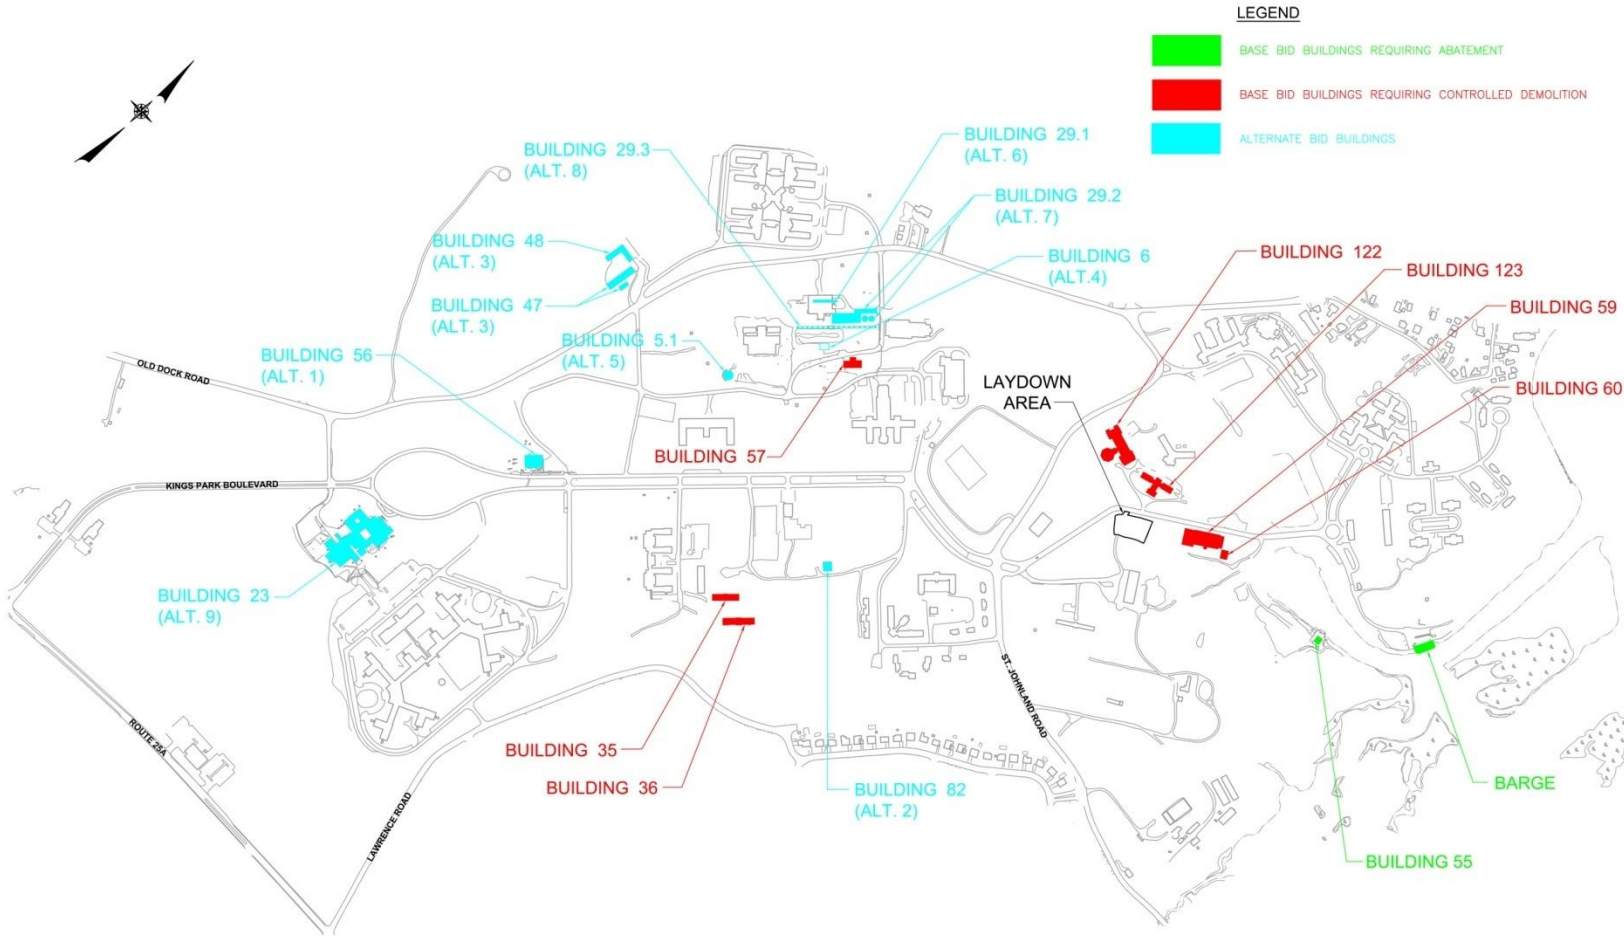 LEGEND
BASE BID BUILDINGS REQUIRING ABATEMENT
BASE BID BUILDINGS REQUIRING CONTROLLED DEMOLITION
ALTERNATE BID BUILDINGS
BUILDING 29.3
(ALT. 8)
BUILDING 29.1
(ALT. 6)
BUILDING 29.2
(ALT. 7)
BUILDING 48
(ALT. 3)
BUILDING 6
(ALT.4)
BUILDING 122
BUILDING 123
BUILDING 47
(ALT. 3)
BUILDING 59
BUILDING 56
(ALT. 1)
BUILDING 5.1
(ALT. 5)
OLD DOCK ROAD
LAYDOWN
AREA
BUILDING 60
BUILDING 57
KINGS PARK BOULEVARD
BUILDING 23
(ALT. 9)
ST. JOHNLAND ROAD
ROUTE 25A
BUILDING 35
BUILDING 36
BUILDING 82
(ALT. 2)
BARGE
LAWRENCE ROAD
BUILDING 55